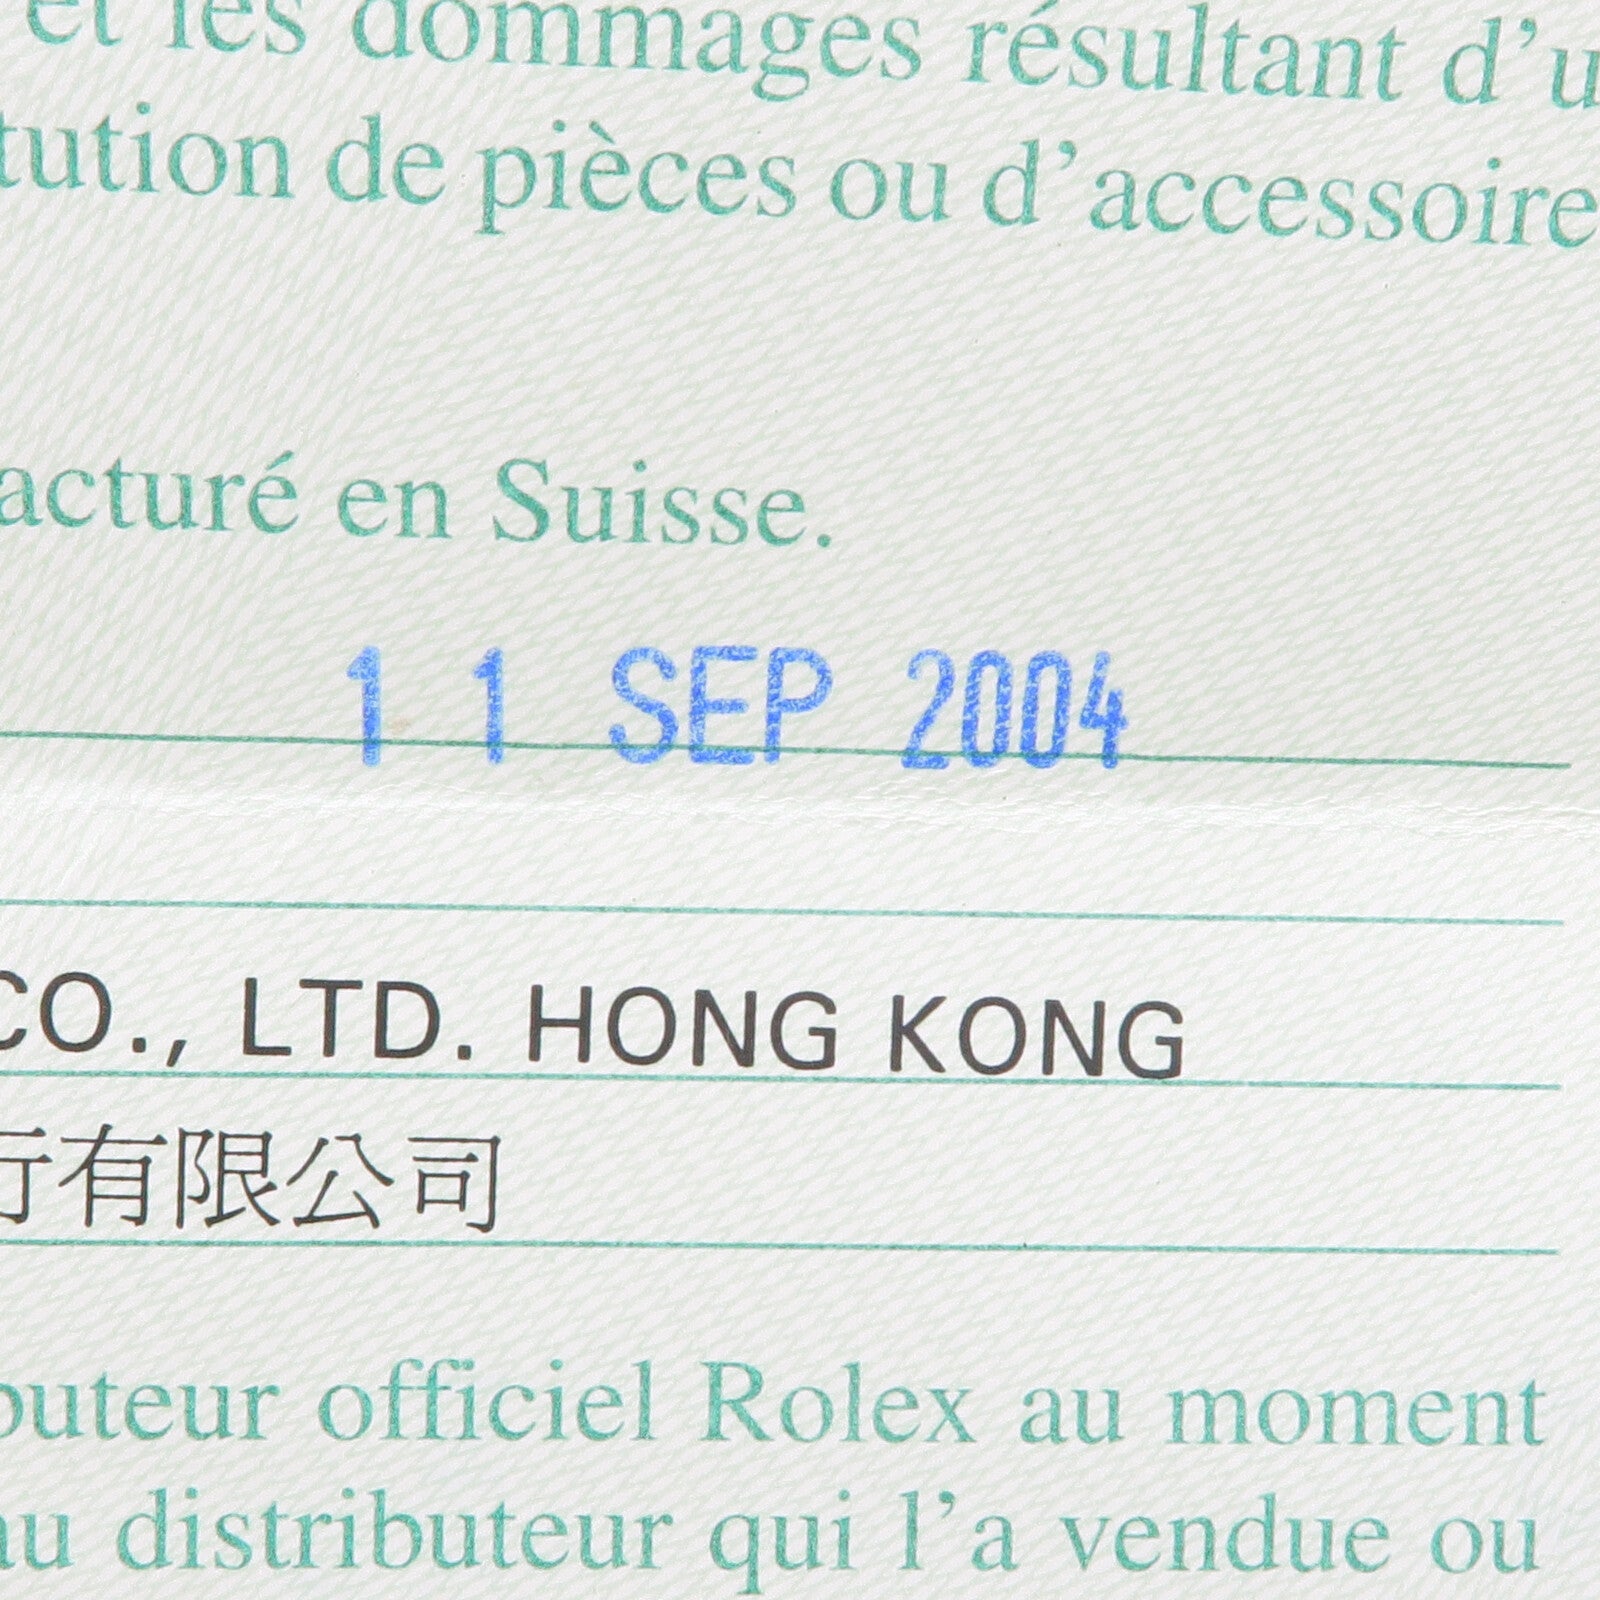 et les dommages résultant d'u
tution de pièces ou d'accessoire
acturé en Suisse.
11 SEP 2004
CO., LTD. HONG KONG
行有限公司
buteur officiel Rolex au moment
au distributeur qui l'a vendue ou